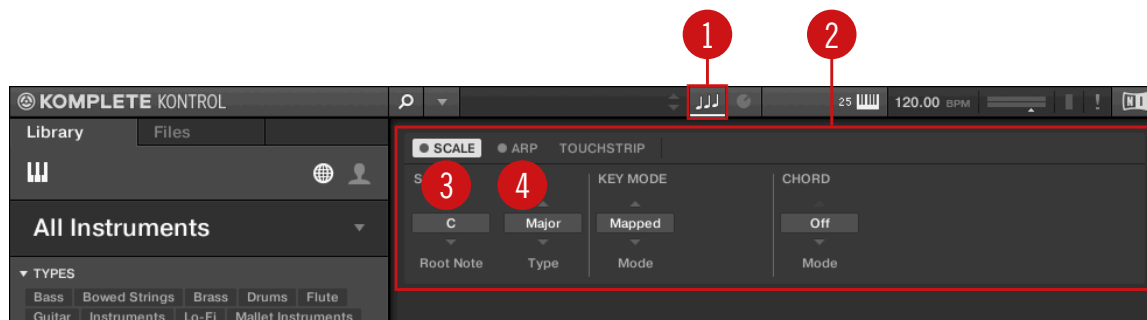 1 2
KOMPLETE KONTROL 25 120.00 BPM !
Library Files
SCALE ARP TOUCHSTRIP
3 4 KEY MODE CHORD
All Instruments C Major Mapped Off
Root Note Type Mode Mode
TYPES
Bass Bowed Strings Brass Drums Flute
Guitar Instruments Lo-Fi Mallet Instruments